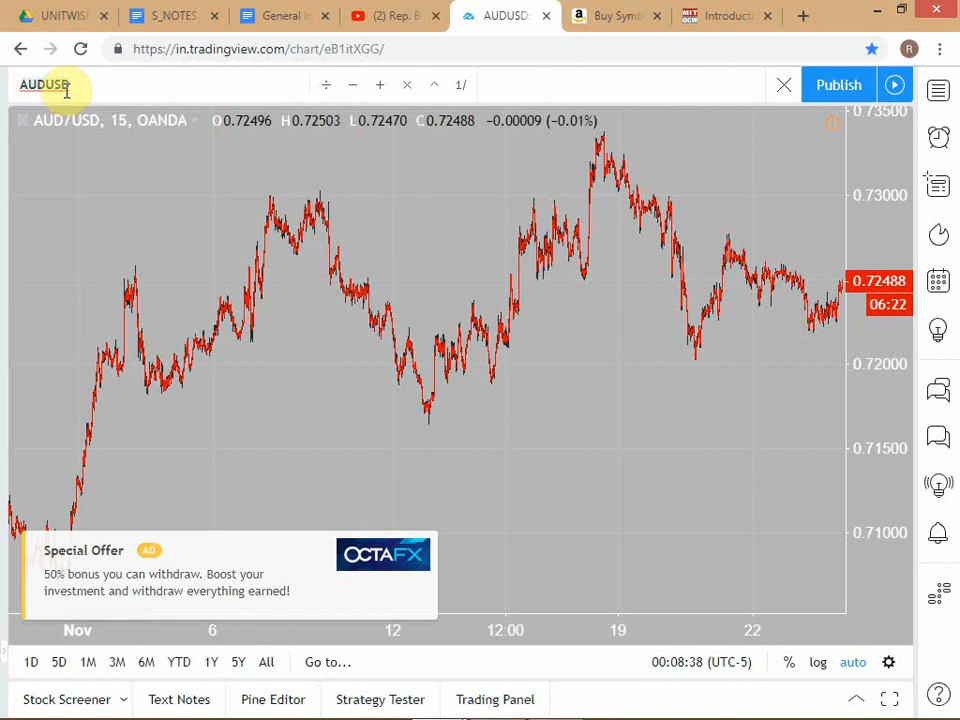 UNITWISE
S_NOTES
General In
(2) Rep. B
AUDUSD
Buy Symb
MIT OCW Introducti
https://in.tradingview.com/chart/eB1itXGG/
R
AUDUSD
÷ − + × 1/
Publish
AUD/USD, 15, OANDA O0.72496 H0.72503 L0.72470 C0.72488 −0.00009 (−0.01%)
0.73500
0.73000
0.72488
06:22
0.72000
0.71500
0.71000
Special Offer AD
50% bonus you can withdraw. Boost your
investment and withdraw everything earned!
OCTAFX
Nov 6 12 12:00 19 22
1D 5D 1M 3M 6M YTD 1Y 5Y All Go to... 00:08:38 (UTC-5) % log auto
Stock Screener Text Notes Pine Editor Strategy Tester Trading Panel